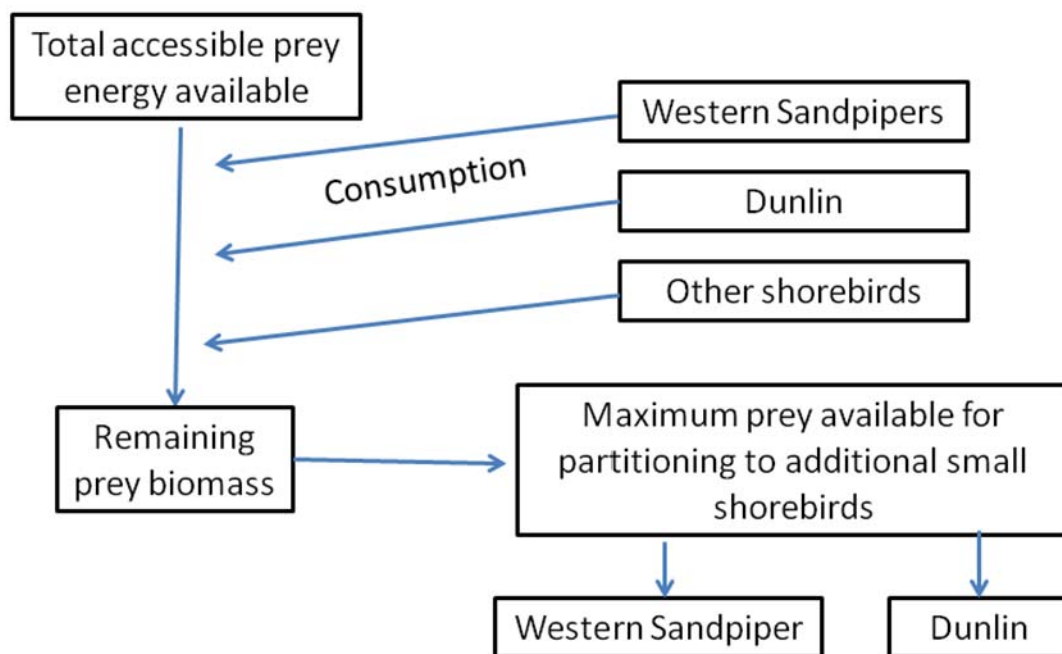 Total accessible prey
energy available
Western Sandpipers
Consumption
Dunlin
Other shorebirds
Remaining
prey biomass
Maximum prey available for
partitioning to additional small
shorebirds
Western Sandpiper
Dunlin